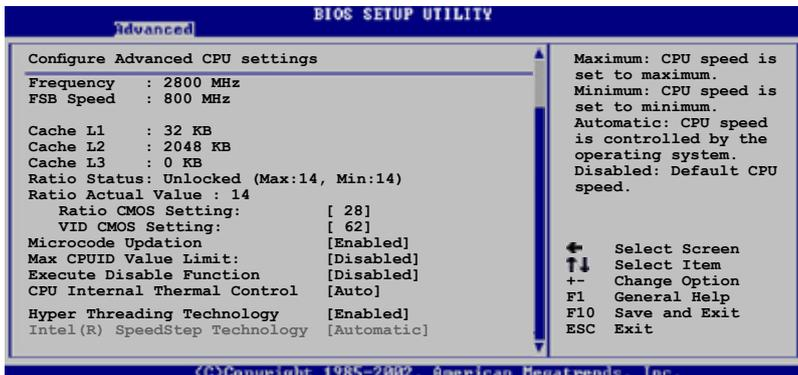 BIOS SETUP UTILITY
Advanced
Configure Advanced CPU settings
Frequency : 2800 MHz
FSB Speed : 800 MHz
Cache L1 : 32 KB
Cache L2 : 2048 KB
Cache L3 : 0 KB
Ratio Status: Unlocked (Max:14, Min:14)
Ratio Actual Value : 14
Ratio CMOS Setting: [ 28]
VID CMOS Setting: [ 62]
Microcode Updation [Enabled]
Max CPUID Value Limit: [Disabled]
Execute Disable Function [Disabled]
CPU Internal Thermal Control [Auto]
Hyper Threading Technology [Enabled]
Intel(R) SpeedStep Technology [Automatic]
Maximum: CPU speed is
set to maximum.
Minimum: CPU speed is
set to minimum.
Automatic: CPU speed
is controlled by the
operating system.
Disabled: Default CPU
speed.
← Select Screen
↑↓ Select Item
+- Change Option
F1 General Help
F10 Save and Exit
ESC Exit
(C)Copyright 1985-2002, American Megatrends, Inc.